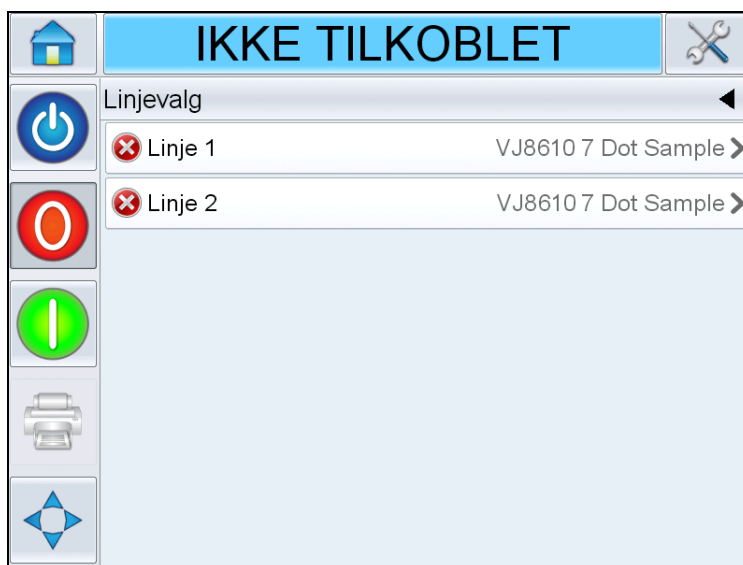 IKKE TILKOBLET
Linjevalg
Linje 1 VJ8610 7 Dot Sample
Linje 2 VJ8610 7 Dot Sample